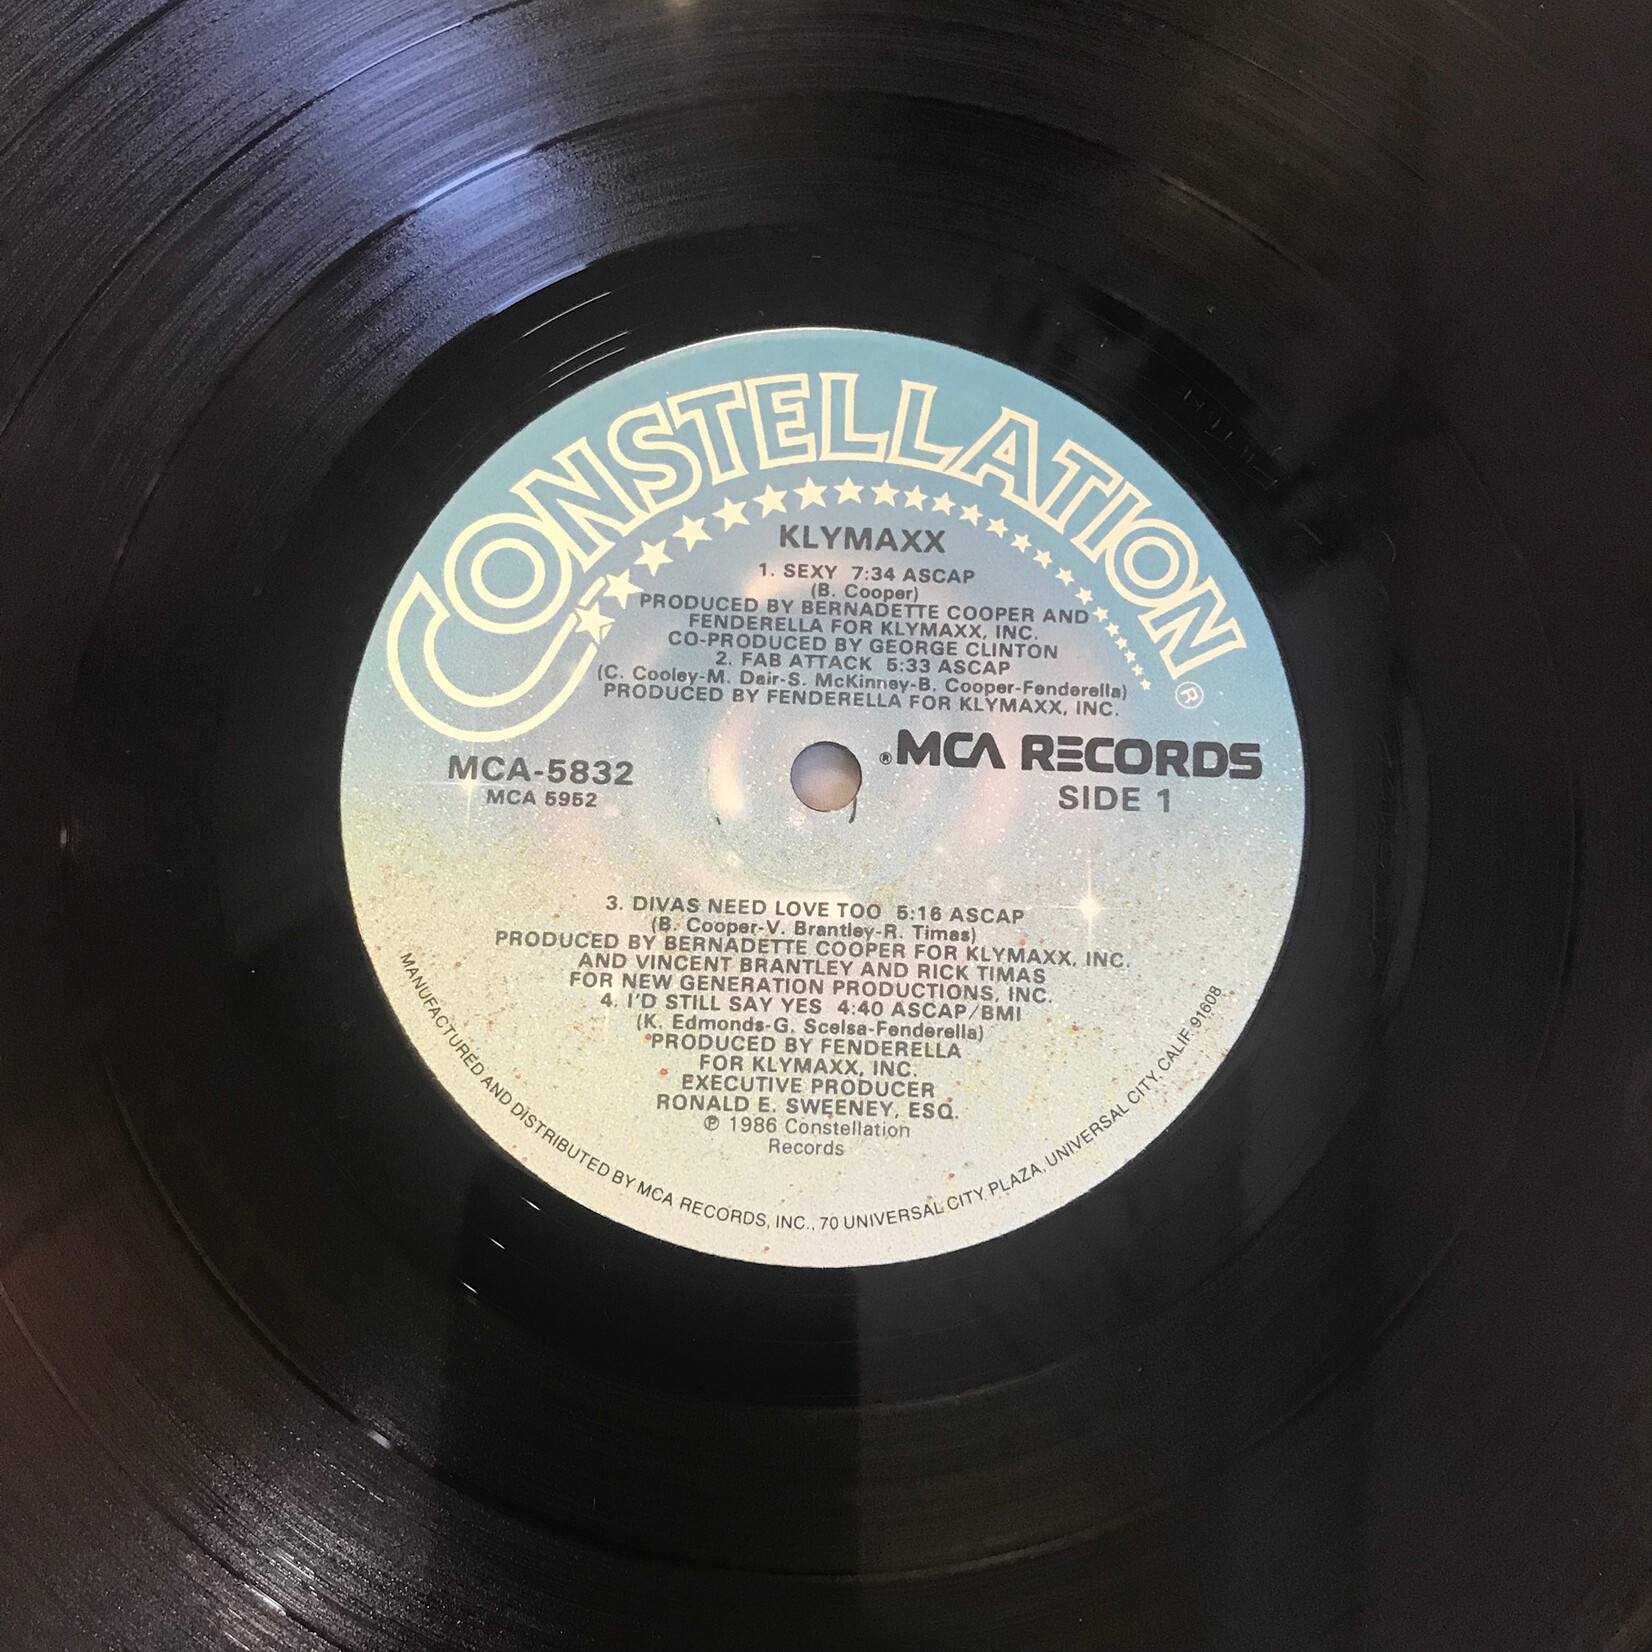 CONSTELLATION ®
KLYMAXX
1. SEXY 7:34 ASCAP
(B. Cooper)
PRODUCED BY BERNADETTE COOPER AND
FENDERELLA FOR KLYMAXX, INC.
CO-PRODUCED BY GEORGE CLINTON
2. FAB ATTACK 5:33 ASCAP
(C. Cooley-M. Dair-S. McKinney-B. Cooper-Fenderella)
PRODUCED BY FENDERELLA FOR KLYMAXX, INC.
MCA-5832
MCA 5952
® MCA RECORDS
SIDE 1
3. DIVAS NEED LOVE TOO 5:16 ASCAP
(B. Cooper-V. Brantley-R. Timas)
PRODUCED BY BERNADETTE COOPER FOR KLYMAXX, INC.
AND VINCENT BRANTLEY AND RICK TIMAS
FOR NEW GENERATION PRODUCTIONS, INC.
4. I'D STILL SAY YES 4:40 ASCAP/BMI
(K. Edmonds-G. Scelsa-Fenderella)
PRODUCED BY FENDERELLA
FOR KLYMAXX, INC.
EXECUTIVE PRODUCER
RONALD E. SWEENEY, ESQ.
℗ 1986 Constellation
Records
MANUFACTURED AND DISTRIBUTED BY MCA RECORDS, INC., 70 UNIVERSAL CITY PLAZA, UNIVERSAL CITY, CALIF. 91608